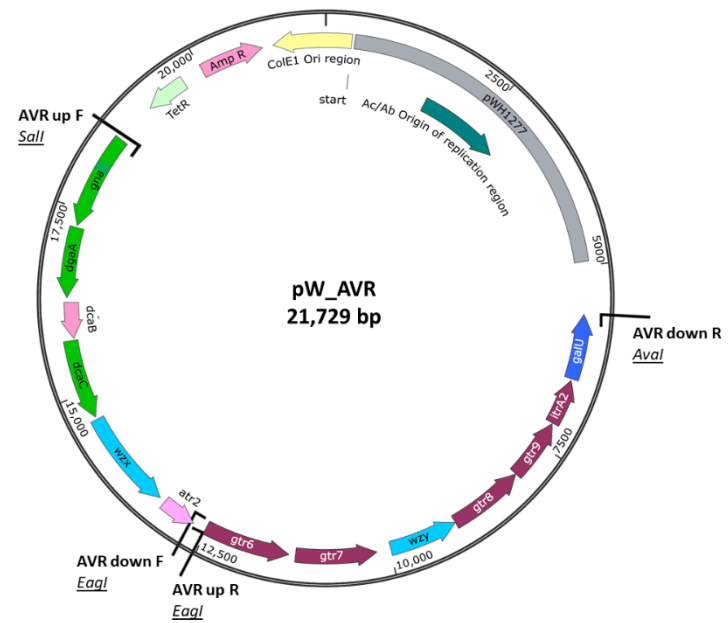 20,000
Amp R
ColE1 Ori region
TetR
start
2500
pWH1277
Ac/Ab Origin of replication region
AVR up F
SalI
gna
17,500
dgaA
dcaB
dcaC
15,000
wzx
atr2
5000
pW_AVR
21,729 bp
AVR down R
AvaI
galU
itrA2
gtr9
7500
gtr8
wzy
10,000
gtr7
gtr6
12,500
AVR down F
EagI
AVR up R
EagI